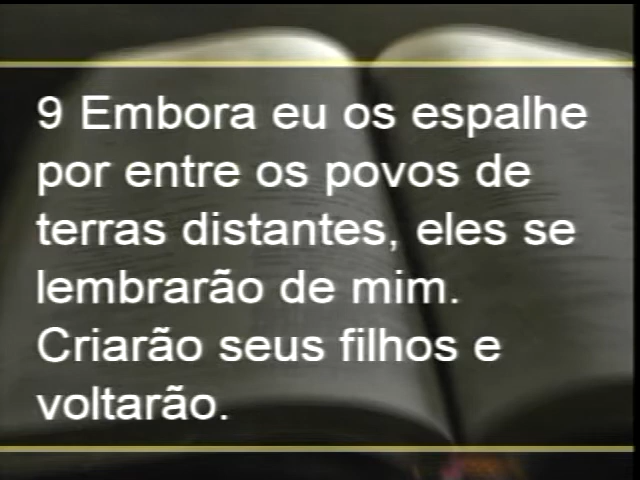 9 Embora eu os espalhe
por entre os povos de
terras distantes, eles se
lembrarão de mim.
Criarão seus filhos e
voltarão.